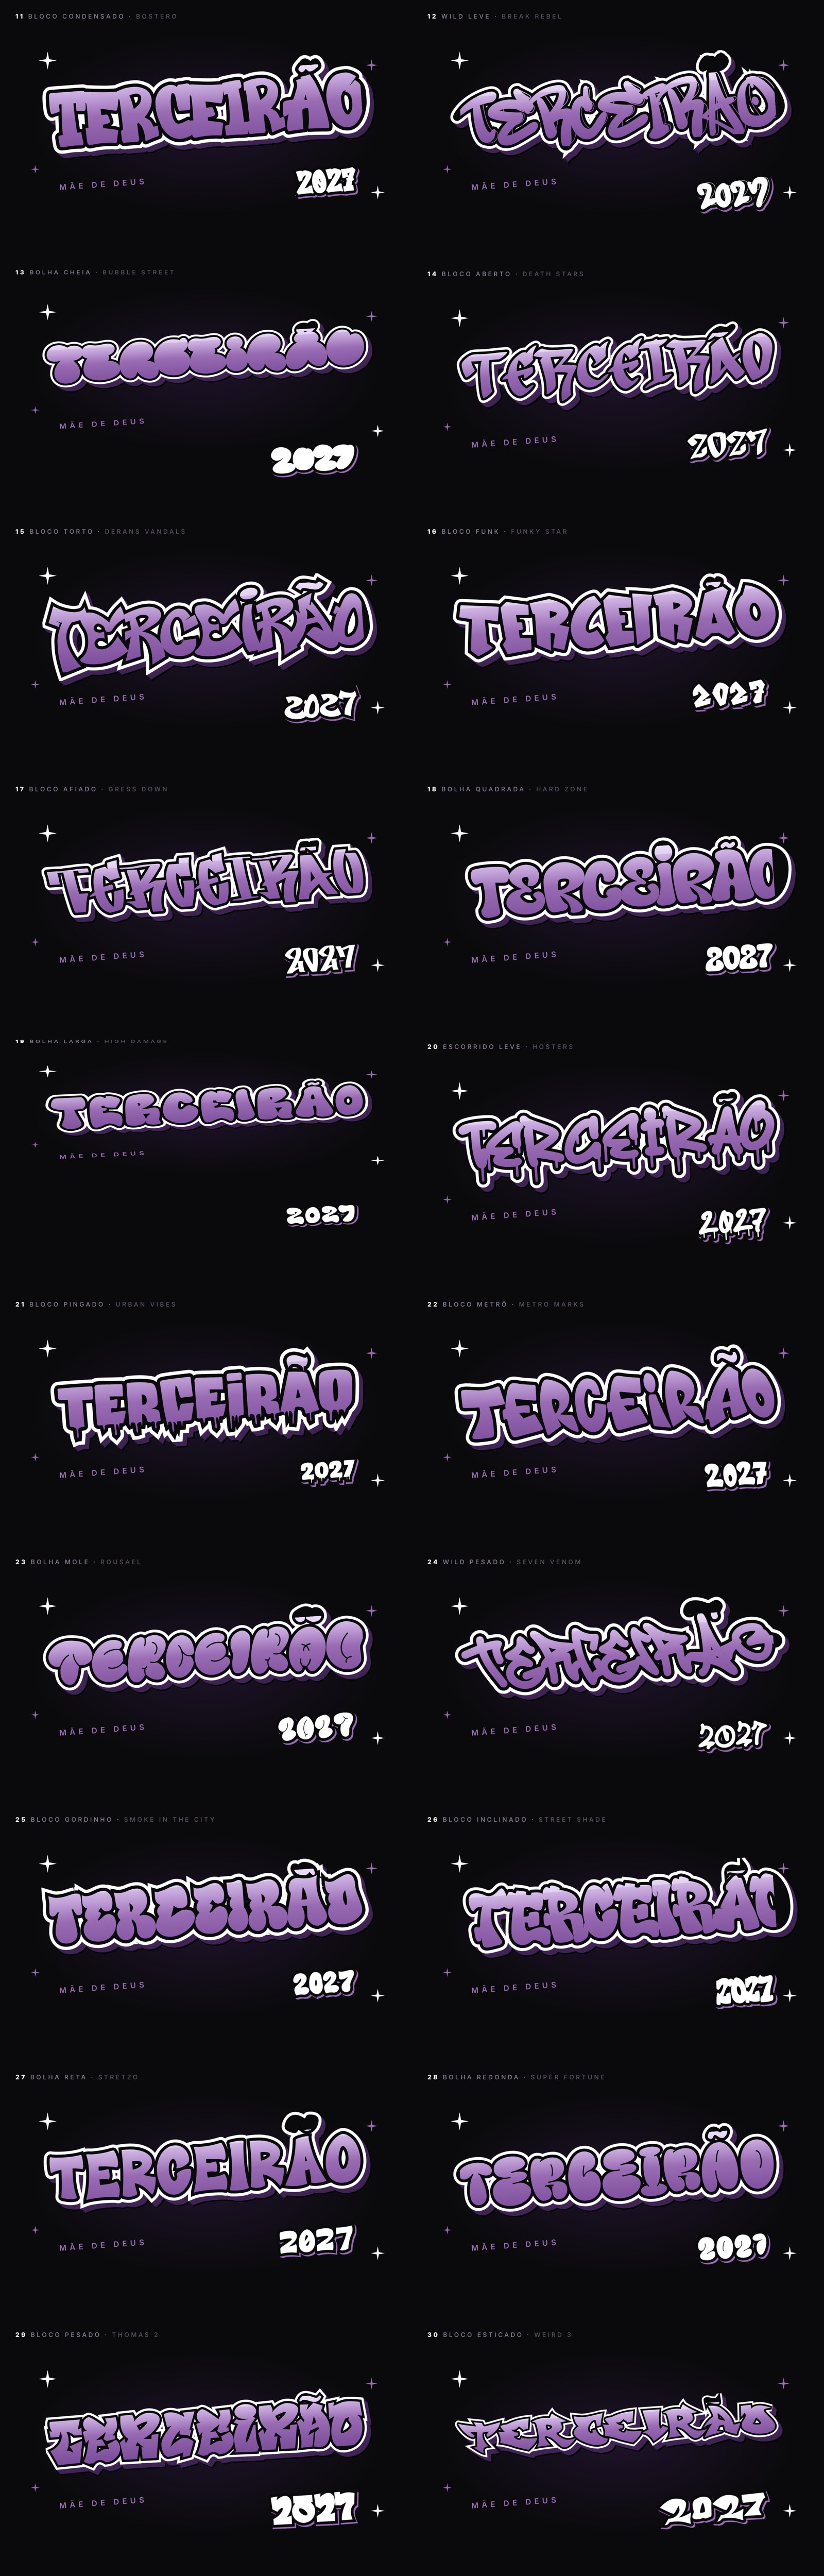 11 BLOCO CONDENSADO · BOSTERO
TERCEIRÃO
MÃE DE DEUS
2027
12 WILD LEVE · BREAK REBEL
TERCEIRÃO
MÃE DE DEUS
2027
13 BOLHA CHEIA · BUBBLE STREET
TERCEIRÃO
MÃE DE DEUS
2027
14 BLOCO ABERTO · DEATH STARS
TERCEIRÃO
MÃE DE DEUS
2027
15 BLOCO TORTO · DERANS VANDALS
TERCEIRÃO
MÃE DE DEUS
2027
16 BLOCO FUNK · FUNKY STAR
TERCEIRÃO
MÃE DE DEUS
2027
17 BLOCO AFIADO · GRESS DOWN
TERCEIRÃO
MÃE DE DEUS
2027
18 BOLHA QUADRADA · HARD ZONE
TERCEIRÃO
MÃE DE DEUS
2027
19 BOLHA LARGA · HIGH DAMAGE
TERCEIRÃO
MÃE DE DEUS
2027
20 ESCORRIDO LEVE · HOSTERS
TERCEIRÃO
MÃE DE DEUS
2027
21 BLOCO PINGADO · URBAN VIBES
TERCEIRÃO
MÃE DE DEUS
2027
22 BLOCO METRÔ · METRO MARKS
TERCEIRÃO
MÃE DE DEUS
2027
23 BOLHA MOLE · ROUSAEL
TERCEIRÃO
MÃE DE DEUS
2027
24 WILD PESADO · SEVEN VENOM
TERCEIRÃO
MÃE DE DEUS
2027
25 BLOCO GORDINHO · SMOKE IN THE CITY
TERCEIRÃO
MÃE DE DEUS
2027
26 BLOCO INCLINADO · STREET SHADE
TERCEIRÃO
MÃE DE DEUS
2027
27 BOLHA RETA · STRETZO
TERCEIRÃO
MÃE DE DEUS
2027
28 BOLHA REDONDA · SUPER FORTUNE
TERCEIRÃO
MÃE DE DEUS
2027
29 BLOCO PESADO · THOMAS 2
TERCEIRÃO
MÃE DE DEUS
2027
30 BLOCO ESTICADO · WEIRD 3
TERCEIRÃO
MÃE DE DEUS
2027